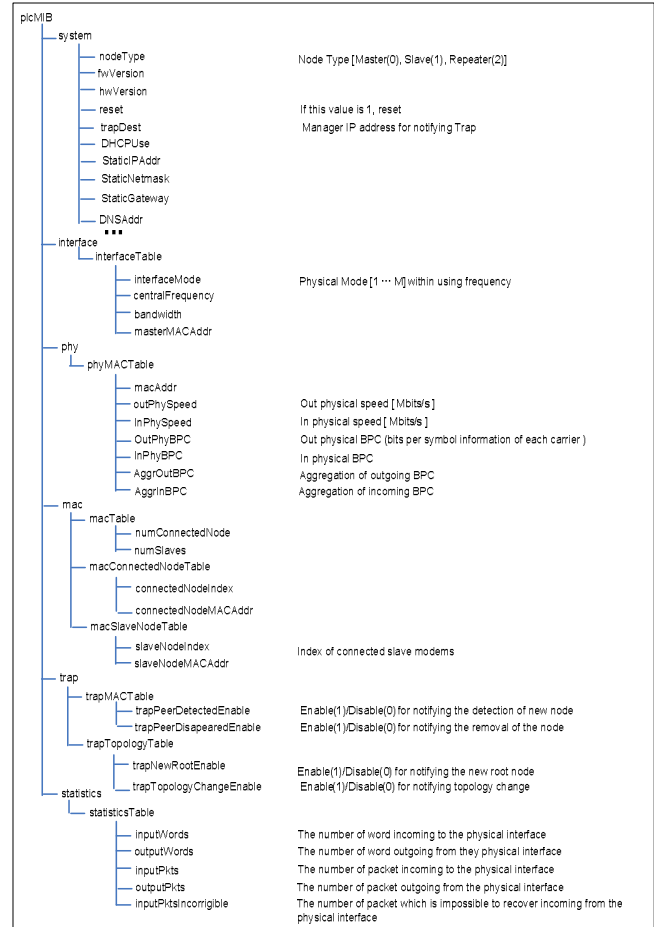 plcMIB
system
nodeType Node Type [Master(0), Slave(1), Repeater(2)]
fwVersion
hwVersion
reset If this value is 1, reset
trapDest Manager IP address for notifying Trap
DHCPUse
StaticIPAddr
StaticNetmask
StaticGateway
DNSAddr
...
interface
interfaceTable
interfaceMode Physical Mode [1 ··· M] within using frequency
centralFrequency
bandwidth
masterMACAddr
phy
phyMACTable
macAddr
outPhySpeed Out physical speed [ Mbits/s ]
InPhySpeed In physical speed [ Mbits/s ]
OutPhyBPC Out physical BPC (bits per symbol information of each carrier )
InPhyBPC In physical BPC
AggrOutBPC Aggregation of outgoing BPC
AggrInBPC Aggregation of incoming BPC
mac
macTable
numConnectedNode
numSlaves
macConnectedNodeTable
connectedNodeIndex
connectedNodeMACAddr
macSlaveNodeTable
slaveNodeIndex Index of connected slave modems
slaveNodeMACAddr
trap
trapMACTable
trapPeerDetectedEnable Enable(1)/Disable(0) for notifying the detection of new node
trapPeerDisapearedEnable Enable(1)/Disable(0) for notifying the removal of the node
trapTopologyTable
trapNewRootEnable Enable(1)/Disable(0) for notifying the new root node
trapTopologyChangeEnable Enable(1)/Disable(0) for notifying topology change
statistics
statisticsTable
inputWords The number of word incoming to the physical interface
outputWords The number of word outgoing from they physical interface
inputPkts The number of packet incoming to the physical interface
outputPkts The number of packet outgoing from the physical interface
inputPktsIncorrigible The number of packet which is impossible to recover incoming from the
physical interface